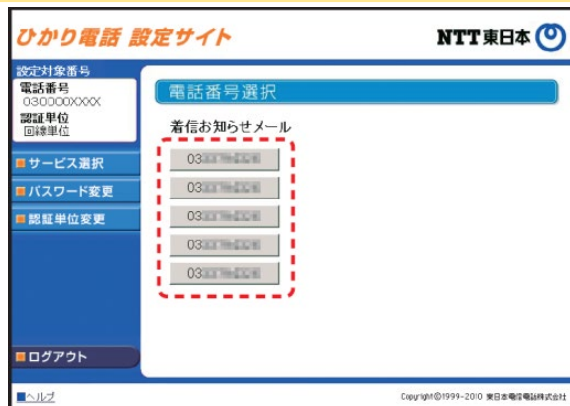 ひかり電話 設定サイト
NTT東日本
設定対象番号
電話番号
030000XXXX
認証単位
回線単位
サービス選択
パスワード変更
認証単位変更
ログアウト
ヘルプ
電話番号選択
着信お知らせメール
03
03
03
03
03
Copyright©1999-2010 東日本電信電話株式会社